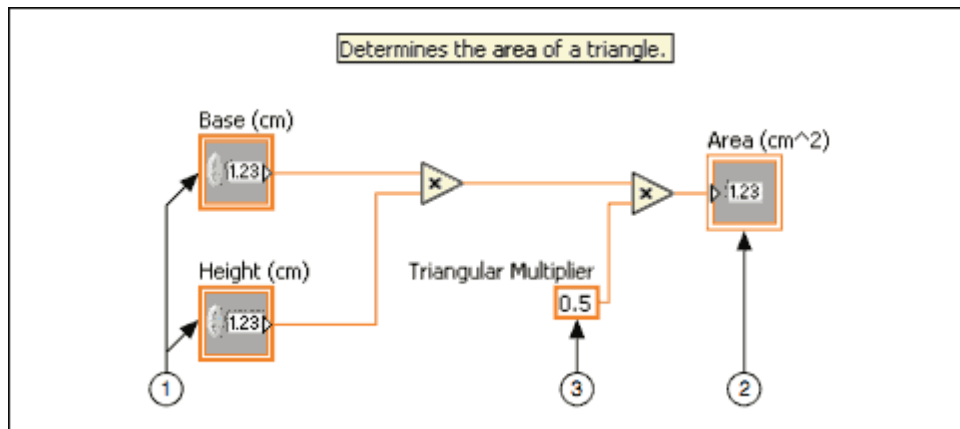 Determines the area of a triangle.
Base (cm)
1.23
×
×
Area (cm^2)
1.23
Height (cm)
1.23
Triangular Multiplier
0.5
1
3
2